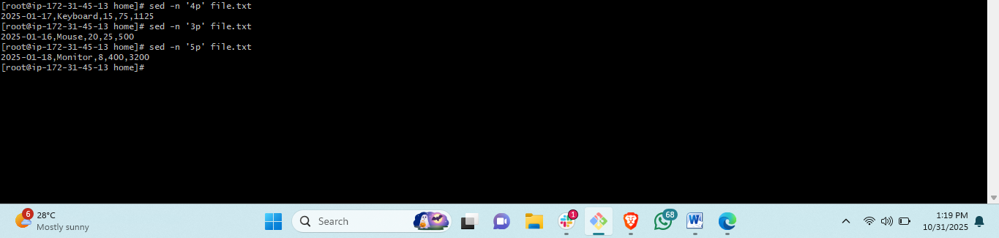 [root@ip-172-31-45-13 home]# sed -n '4p' file.txt
2025-01-17,Keyboard,15,75,1125
[root@ip-172-31-45-13 home]# sed -n '3p' file.txt
2025-01-16,Mouse,20,25,500
[root@ip-172-31-45-13 home]# sed -n '5p' file.txt
2025-01-18,Monitor,8,400,3200
[root@ip-172-31-45-13 home]#
6
28°C
Mostly sunny
Search
1
68
W
1:19 PM
10/31/2025